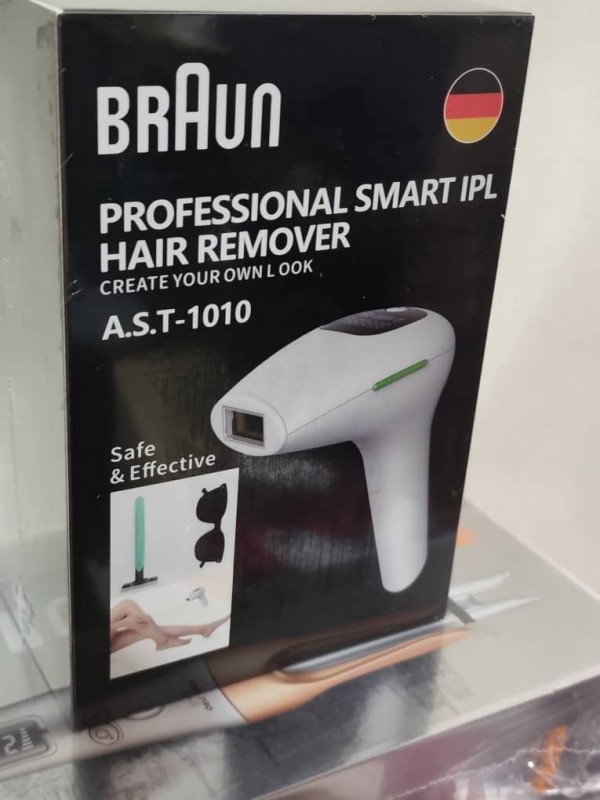 BRAUN
PROFESSIONAL SMART IPL
HAIR REMOVER
CREATE YOUR OWN L OOK
A.S.T-1010
Safe
& Effective